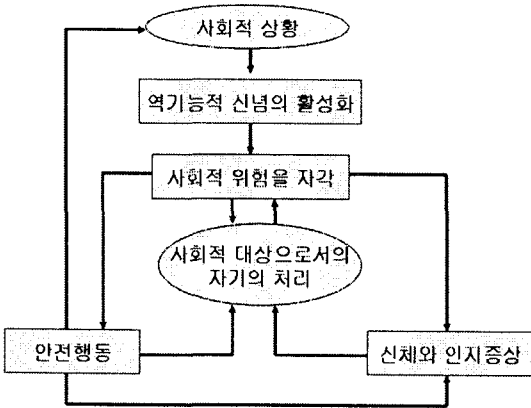 사회적 상황
역기능적 신념의 활성화
사회적 위험을 자각
사회적 대상으로서의
자기의 처리
안전행동
신체와 인지증상